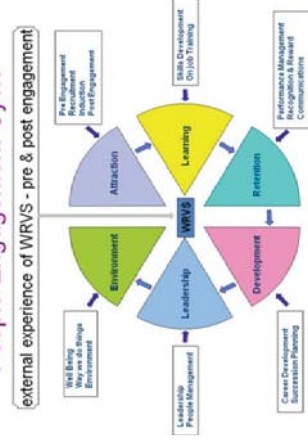 external experience of WRVS - pre & post engagement
Pre Engagement
Recruitment
Induction
Post Engagement
Skills Development
On job Training
Performance Management
Recognition & Reward
Communications
Career Development
Succession Planning
Leadership
People Management
Well Being
Way we do things
Environment
Attraction
Learning
Retention
Development
Leadership
Environment
WRVS